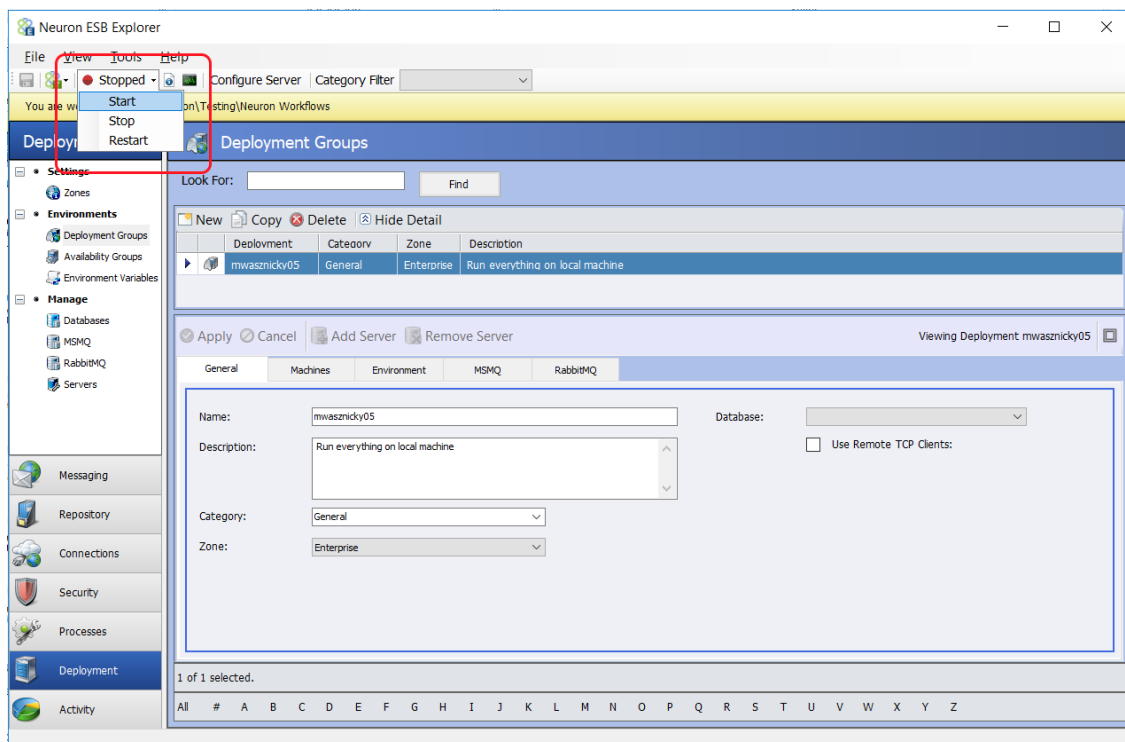 Neuron ESB Explorer
File View Tools Help
Stopped Configure Server Category Filter
You are we on\Testing\Neuron Workflows
Start
Stop
Restart
Deployn Deployment Groups
Settings
Zones
Environments
Deployment Groups
Availability Groups
Environment Variables
Manage
Databases
MSMQ
RabbitMQ
Servers
Look For: Find
New Copy Delete Hide Detail
Deployment Category Zone Description
mwasznicky05 General Enterprise Run everything on local machine
Apply Cancel Add Server Remove Server Viewing Deployment mwasznicky05
General Machines Environment MSMQ RabbitMQ
Name: mwasznicky05 Database:
Description: Run everything on local machine Use Remote TCP Clients:
Category: General
Zone: Enterprise
Messaging
Repository
Connections
Security
Processes
Deployment
Activity
1 of 1 selected.
All # A B C D E F G H I J K L M N O P Q R S T U V W X Y Z